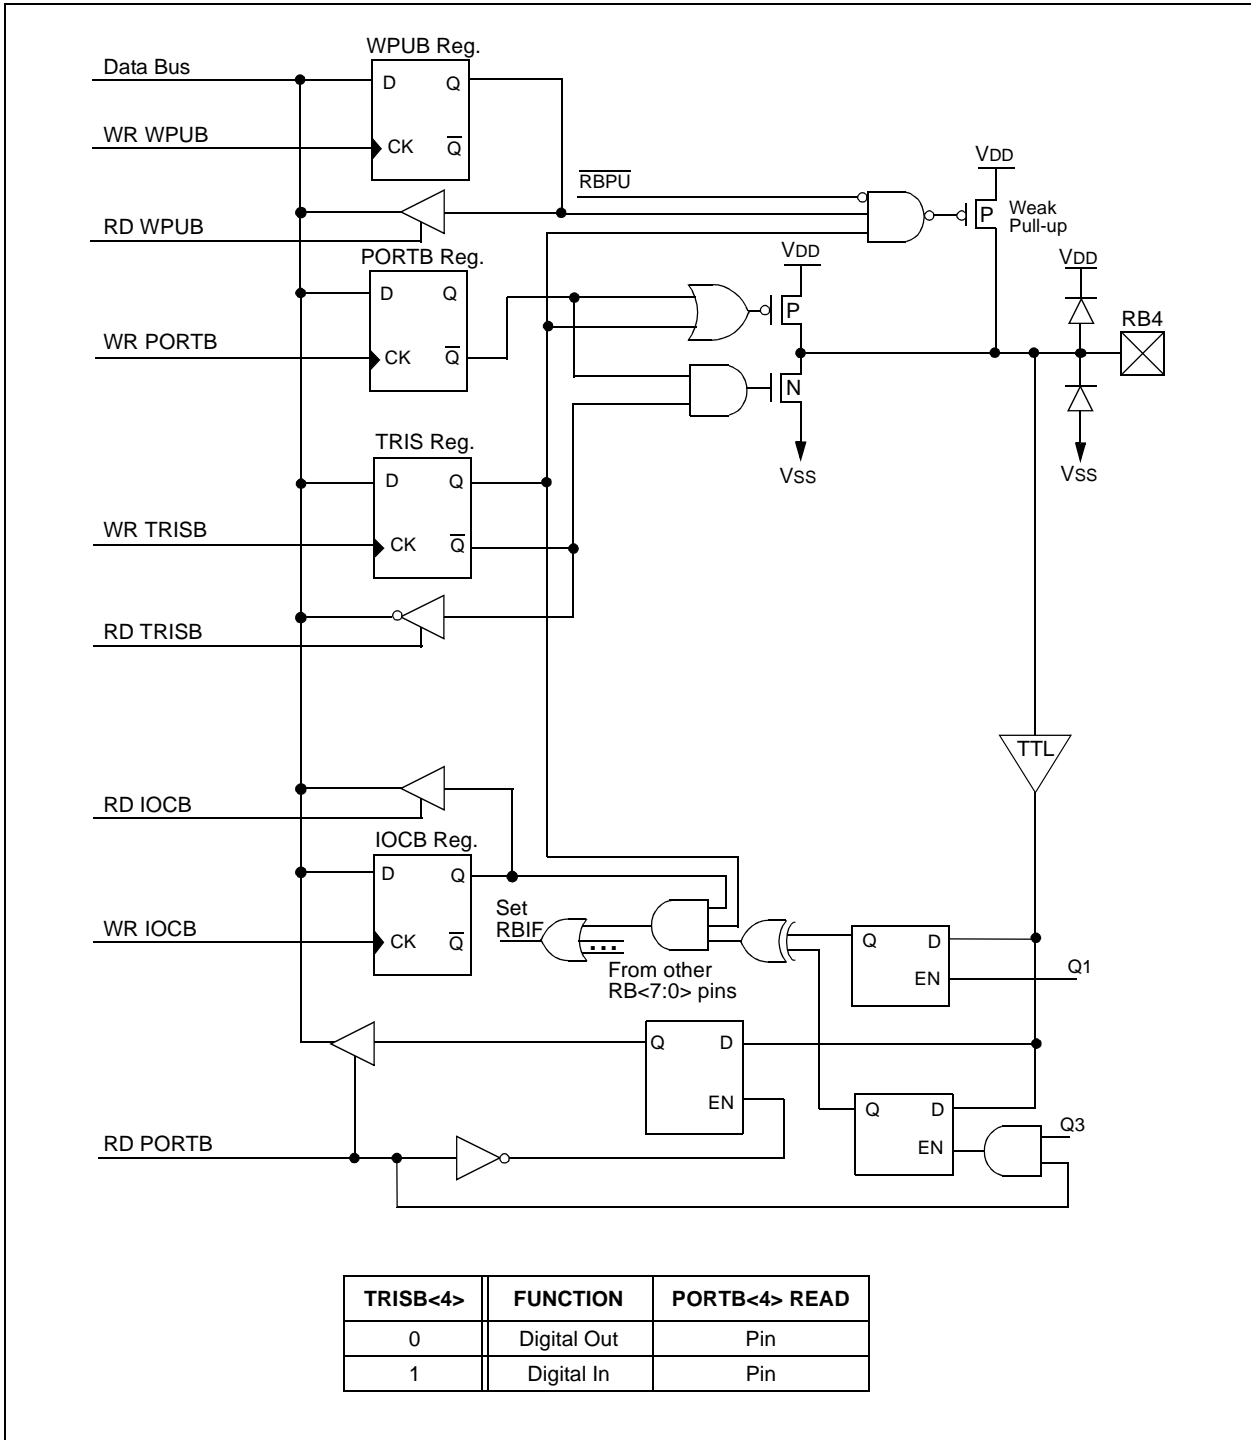 WPUB Reg.
Data Bus
D Q
WR WPUB
CK Q
RBPU
VDD
RD WPUB
P Weak
Pull-up
PORTB Reg.
VDD
VDD
D Q
P
RB4
WR PORTB
CK Q
N
TRIS Reg.
VSS
VSS
D Q
WR TRISB
CK Q
RD TRISB
TTL
RD IOCB
IOCB Reg.
D Q
Set
RBIF
WR IOCB
CK Q
...
From other
RB<7:0> pins
Q D
EN
Q1
Q D
EN
Q D
EN
Q3
RD PORTB
TRISB<4> FUNCTION PORTB<4> READ
0 Digital Out Pin
1 Digital In Pin